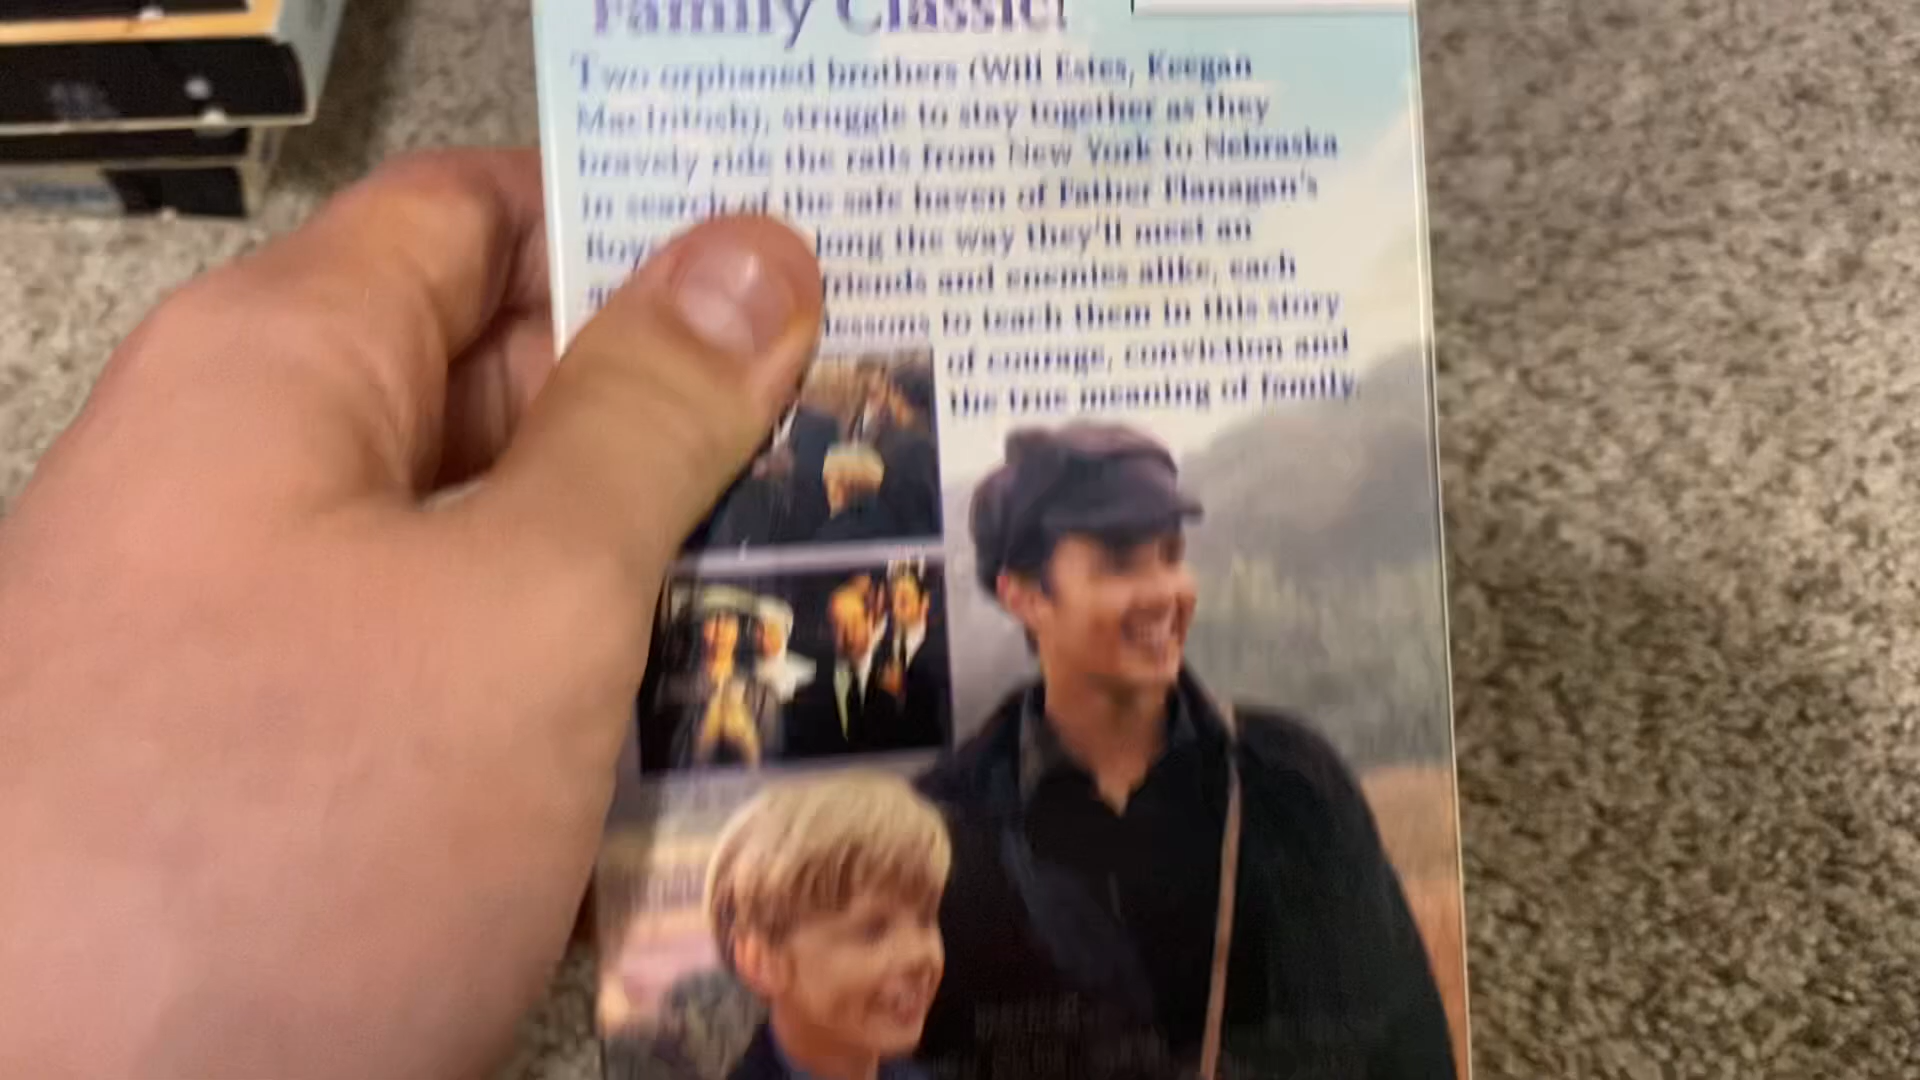 Family Classic!
Two orphaned brothers (Will Estes, Keegan
MacIntosh), struggle to stay together as they
bravely ride the rails from New York to Nebraska
in search of the safe haven of Father Flanagan's
Boys long the way they'll meet an
friends and enemies alike, each
lessons to teach them in this story
of courage, conviction and
the true meaning of family.